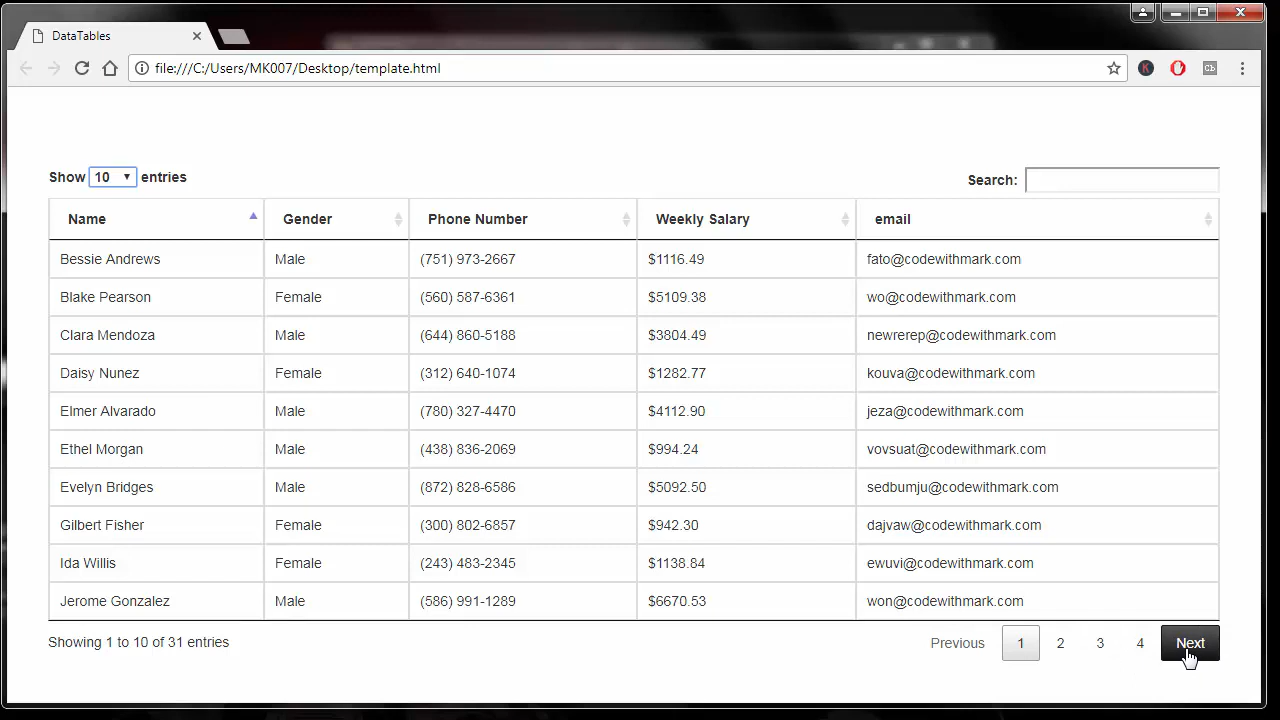 DataTables
file:///C:/Users/MK007/Desktop/template.html
K
Cb
Show 10 entries
Search:
Name Gender Phone Number Weekly Salary email
Bessie Andrews Male (751) 973-2667 $1116.49 fato@codewithmark.com
Blake Pearson Female (560) 587-6361 $5109.38 wo@codewithmark.com
Clara Mendoza Male (644) 860-5188 $3804.49 newrerep@codewithmark.com
Daisy Nunez Female (312) 640-1074 $1282.77 kouva@codewithmark.com
Elmer Alvarado Male (780) 327-4470 $4112.90 jeza@codewithmark.com
Ethel Morgan Male (438) 836-2069 $994.24 vovsuat@codewithmark.com
Evelyn Bridges Male (872) 828-6586 $5092.50 sedbumju@codewithmark.com
Gilbert Fisher Female (300) 802-6857 $942.30 dajvaw@codewithmark.com
Ida Willis Female (243) 483-2345 $1138.84 ewuvi@codewithmark.com
Jerome Gonzalez Male (586) 991-1289 $6670.53 won@codewithmark.com
Showing 1 to 10 of 31 entries
Previous 1 2 3 4 Next